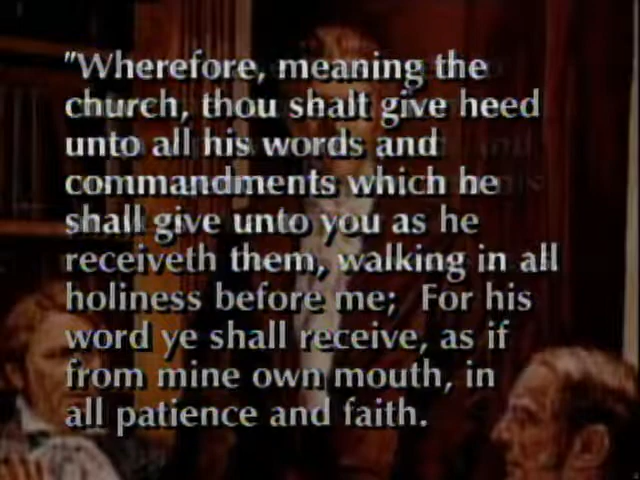 "Wherefore, meaning the
church, thou shalt give heed
unto all his words and
commandments which he
shall give unto you as he
receiveth them, walking in all
holiness before me;  For his
word ye shall receive, as if
from mine own mouth, in
all patience and faith.